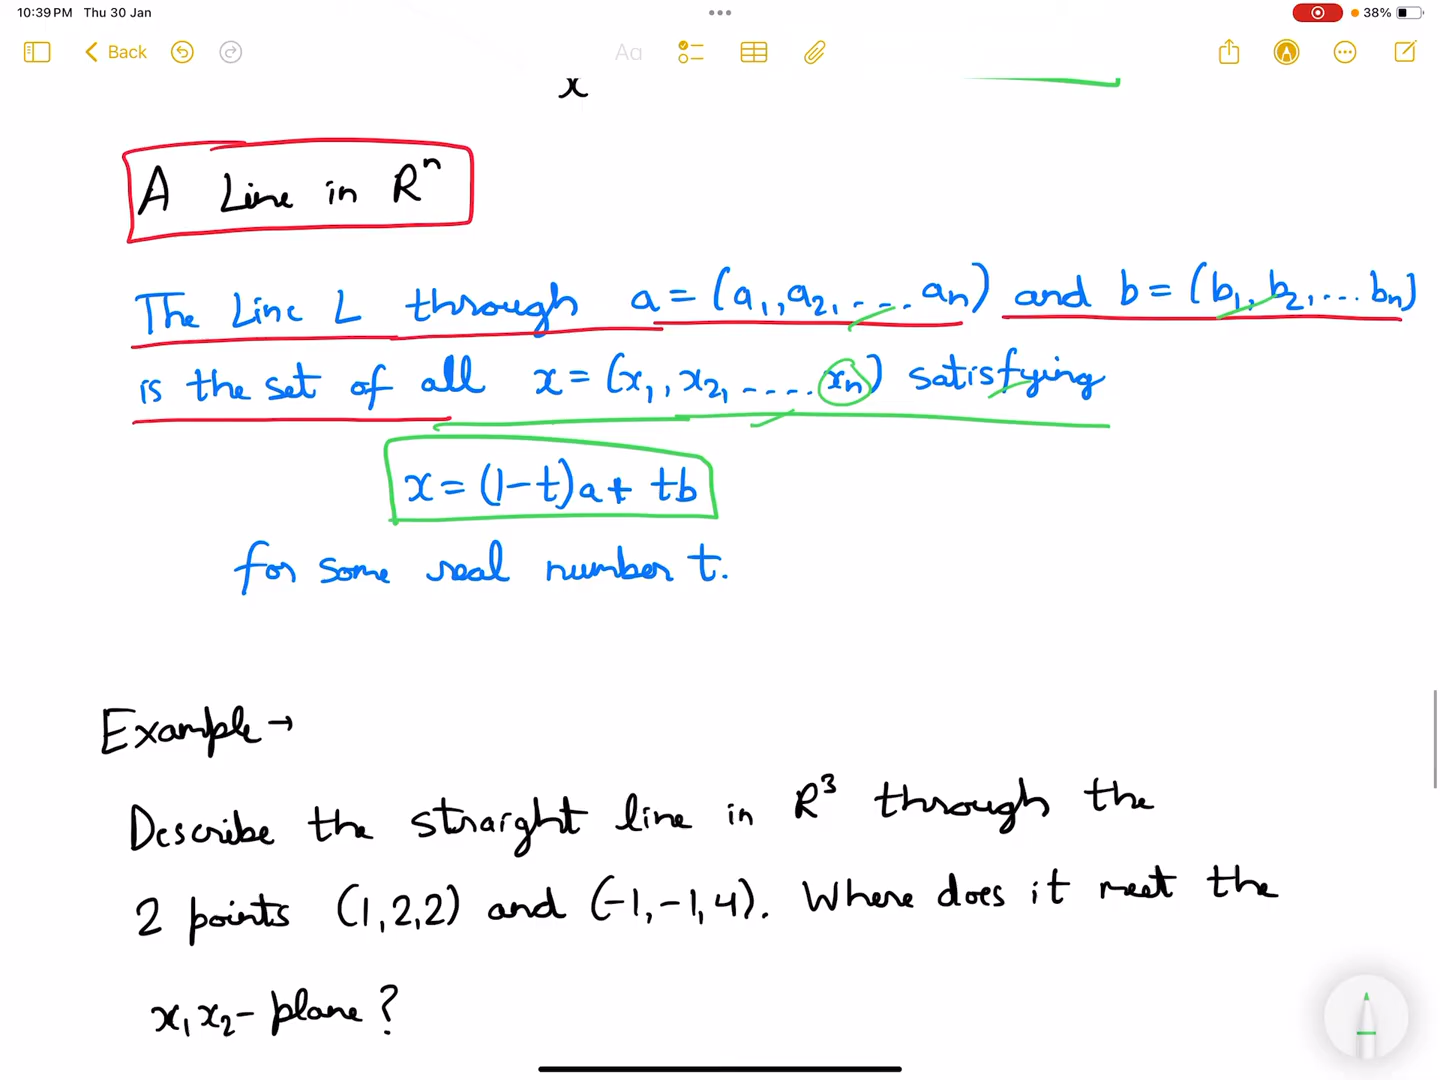 10:39 PM Thu 30 Jan
38%
Back
Aa
x
A Line in Rⁿ
The Line L through a = (a₁, a₂, .... aₙ) and b = (b₁, b₂, ... bₙ)
is the set of all x = (x₁, x₂, ..... xₙ) satisfying
x = (1-t)a + tb
for some real number t.
Example →
Describe the straight line in R³ through the
2 points (1,2,2) and (-1,-1,4). Where does it meet the
x₁x₂ - plane?